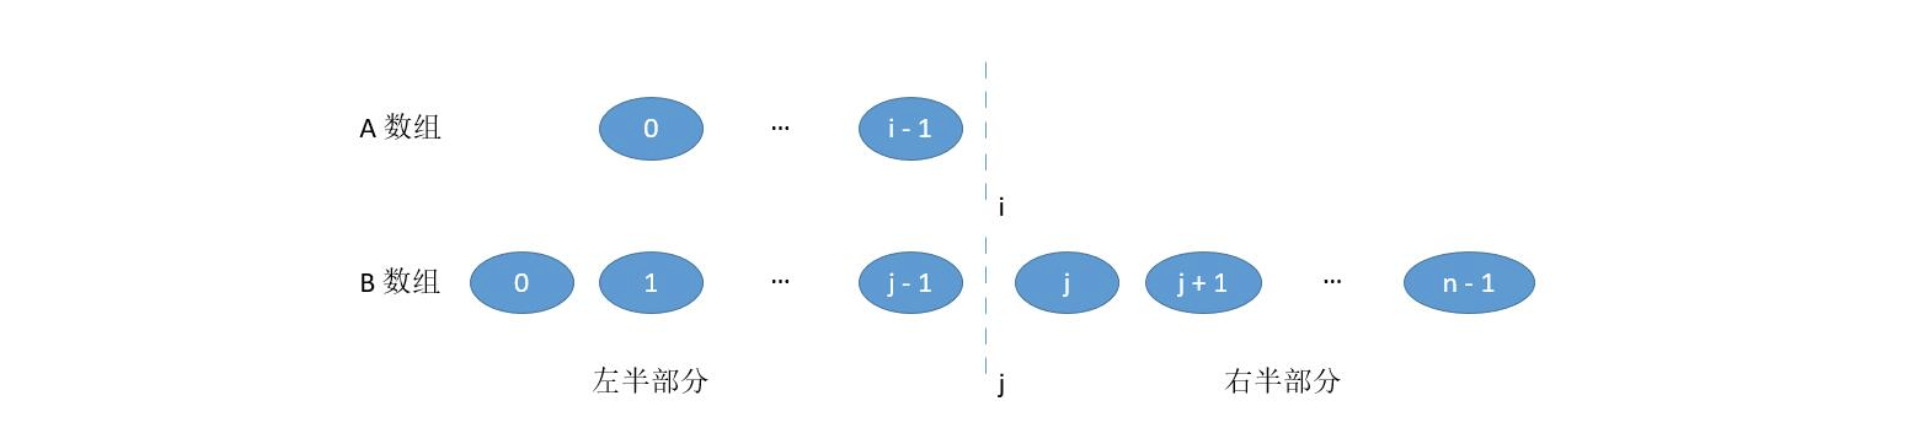 A 数组 0 ... i - 1
i
B 数组 0 1 ... j - 1 j j + 1 ... n - 1
左半部分 j 右半部分